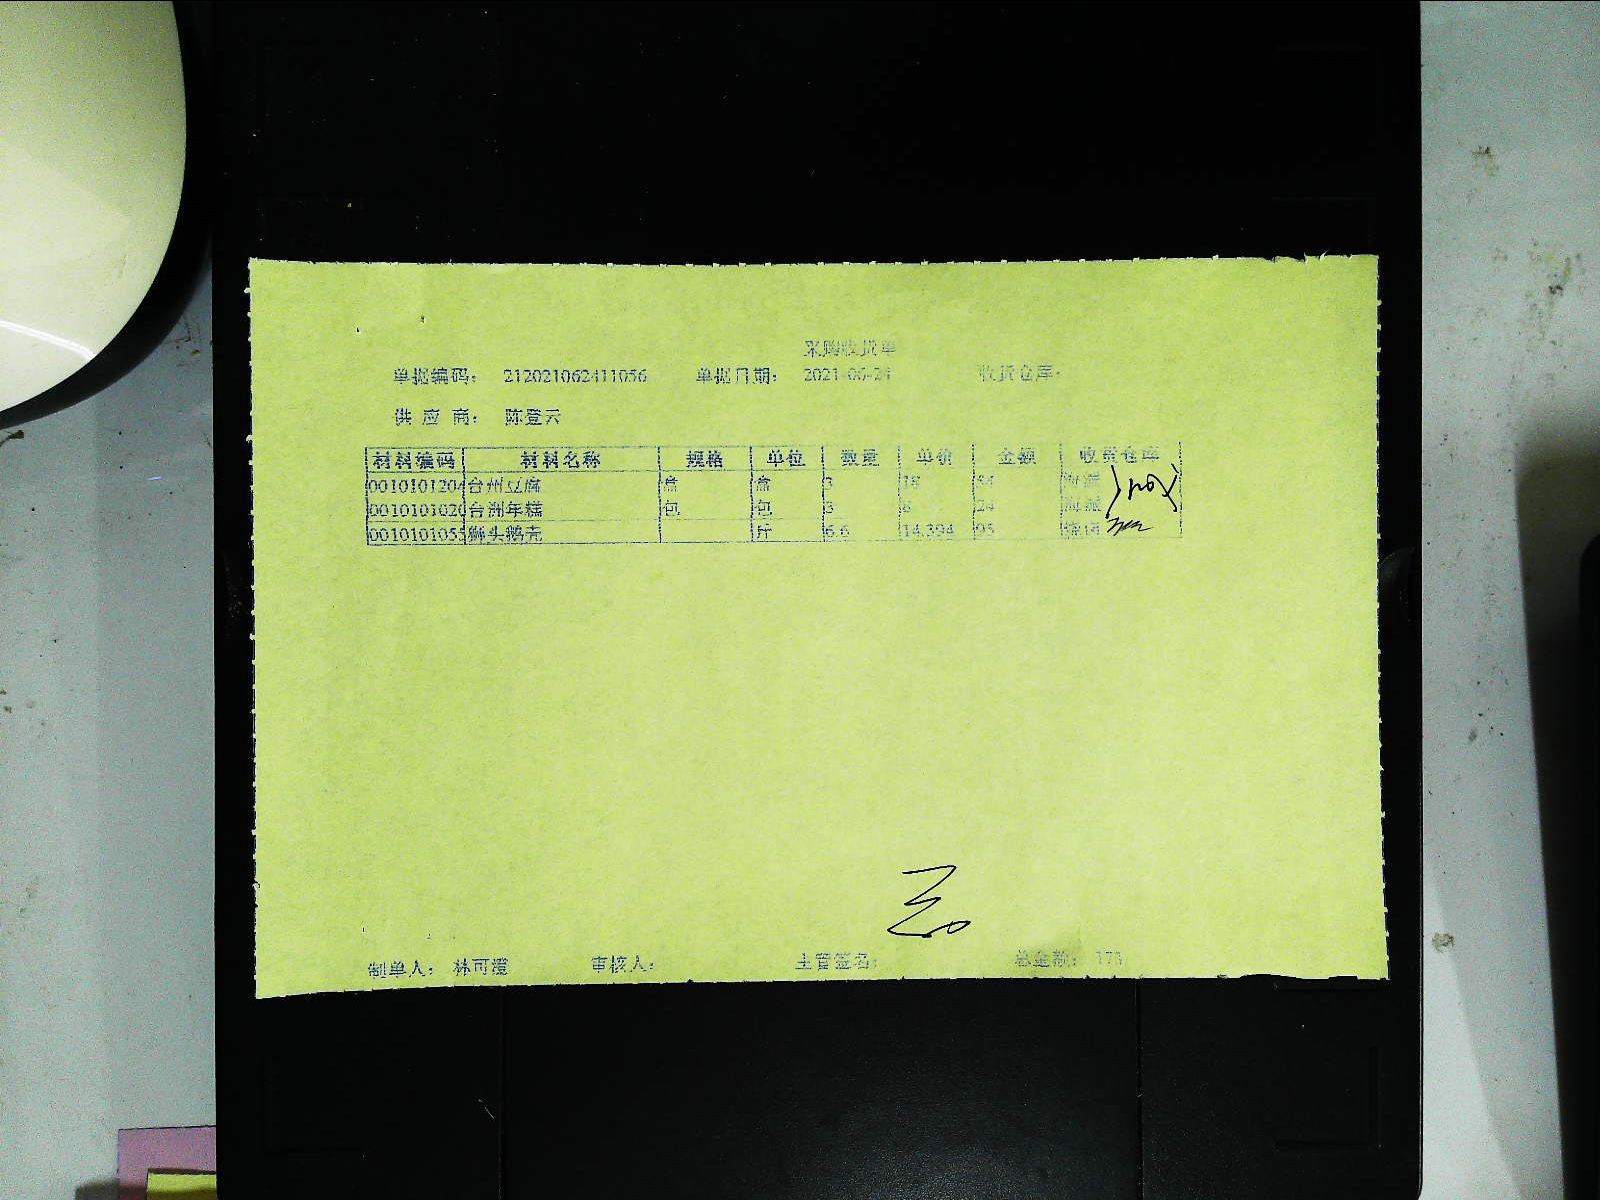 采购收货单
单据编码： 212021062411056 单据日期： 2021-06-24 收货仓库：
供 应 商： 陈登云
材料编码 材料名称 规格 单位 数量 单价 金额 收货仓库
0010101204 台州豆腐 3 18 54
0010101020 台洲年糕 包 包 3 8 24
0010101055 狮头鹅壳 斤 6.6 14.394 95
制单人： 林可澄 审核人： 主管签名： 总金额： 173